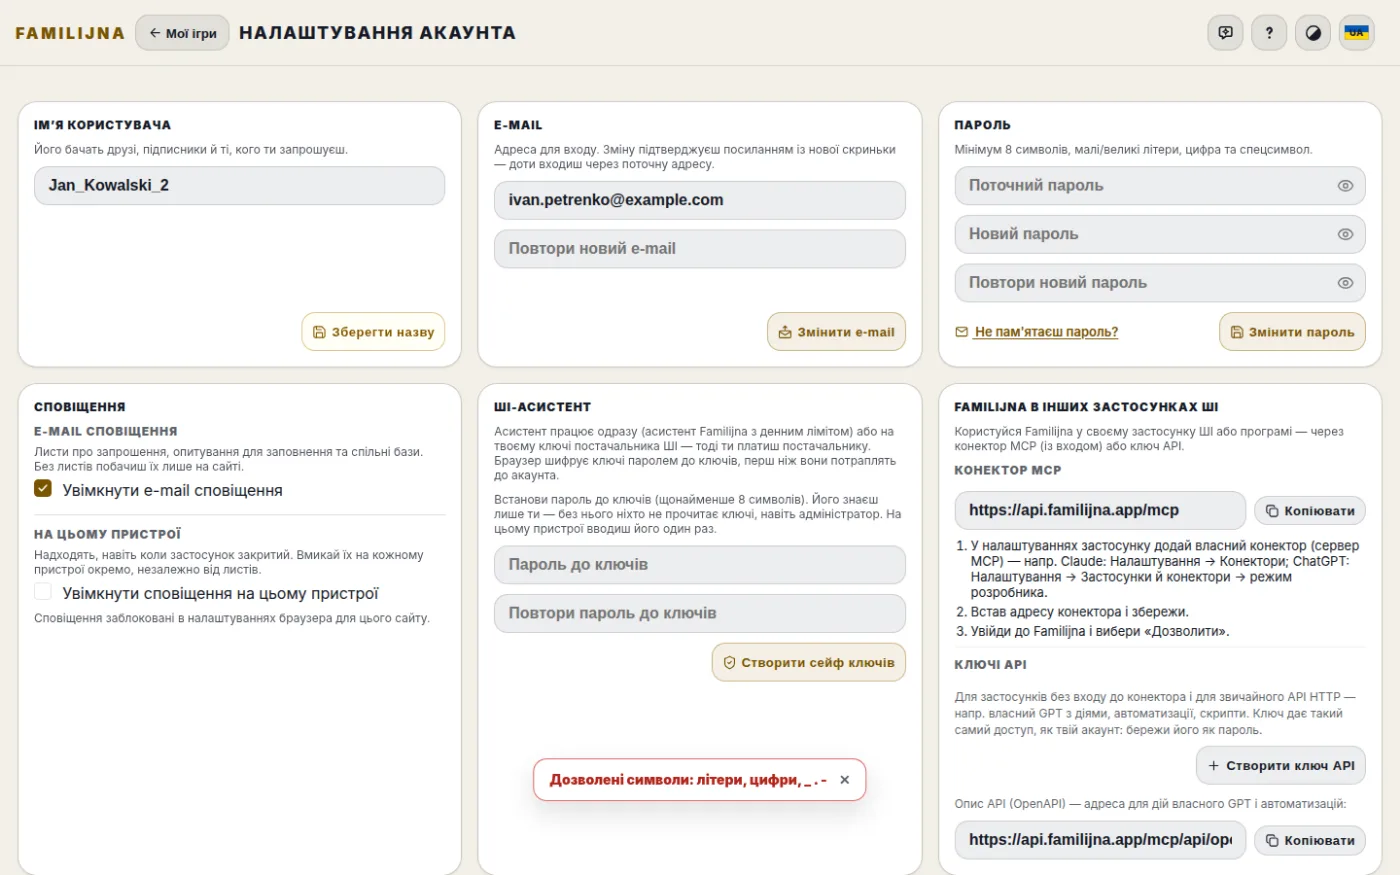 FAMILIJNA
← Мої ігри
НАЛАШТУВАННЯ АКАУНТА
?
UA
ІМ’Я КОРИСТУВАЧА
Його бачать друзі, підписники й ті, кого ти запрошуєш.
Jan_Kowalski_2
Зберегти назву
E-MAIL
Адреса для входу. Зміну підтверджуєш посиланням із нової скриньки
— доти входиш через поточну адресу.
ivan.petrenko@example.com
Повтори новий e-mail
Змінити e-mail
ПАРОЛЬ
Мінімум 8 символів, малі/великі літери, цифра та спецсимвол.
Поточний пароль
Новий пароль
Повтори новий пароль
Не пам'ятаєш пароль?
Змінити пароль
СПОВІЩЕННЯ
E-MAIL СПОВІЩЕННЯ
Листи про запрошення, опитування для заповнення та спільні бази.
Без листів побачиш їх лише на сайті.
Увімкнути e-mail сповіщення
НА ЦЬОМУ ПРИСТРОЇ
Надходять, навіть коли застосунок закритий. Вмикай їх на кожному
пристрої окремо, незалежно від листів.
Увімкнути сповіщення на цьому пристрої
Сповіщення заблоковані в налаштуваннях браузера для цього сайту.
ШІ-АСИСТЕНТ
Асистент працює одразу (асистент Familijna з денним лімітом) або на
твоєму ключі постачальника ШІ — тоді ти платиш постачальнику.
Браузер шифрує ключі паролем до ключів, перш ніж вони потраплять
до акаунта.
Встанови пароль до ключів (щонайменше 8 символів). Його знаєш
лише ти — без нього ніхто не прочитає ключі, навіть адміністратор. На
цьому пристрої вводиш його один раз.
Пароль до ключів
Повтори пароль до ключів
Створити сейф ключів
Дозволені символи: літери, цифри, _ . - ×
FAMILIJNA В ІНШИХ ЗАСТОСУНКАХ ШІ
Користуйся Familijna у своєму застосунку ШІ або програмі — через
конектор MCP (із входом) або ключ API.
КОНЕКТОР MCP
https://api.familijna.app/mcp
Копіювати
1. У налаштуваннях застосунку додай власний конектор (сервер
MCP) — напр. Claude: Налаштування → Конектори; ChatGPT:
Налаштування → Застосунки й конектори → режим
розробника.
2. Встав адресу конектора і збережи.
3. Увійди до Familijna і вибери «Дозволити».
КЛЮЧІ API
Для застосунків без входу до конектора і для звичайного API HTTP —
напр. власний GPT з діями, автоматизації, скрипти. Ключ дає такий
самий доступ, як твій акаунт: бережи його як пароль.
+ Створити ключ API
Опис API (OpenAPI) — адреса для дій власного GPT і автоматизацій:
https://api.familijna.app/mcp/api/ope
Копіювати